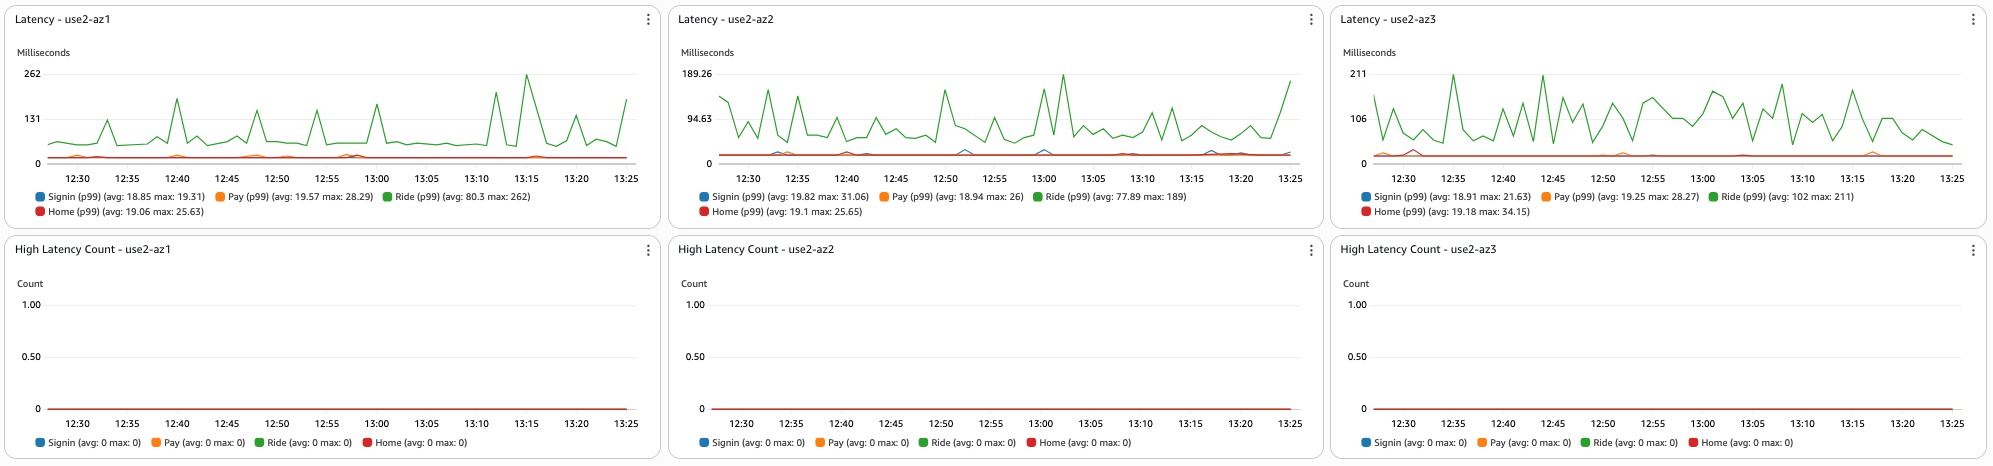 Latency - use2-az1
Milliseconds
262
131
0
12:30 12:35 12:40 12:45 12:50 12:55 13:00 13:05 13:10 13:15 13:20 13:25
Signin (p99) (avg: 18.85 max: 19.31) Pay (p99) (avg: 19.57 max: 28.29) Ride (p99) (avg: 80.3 max: 262)
Home (p99) (avg: 19.06 max: 25.63)
Latency - use2-az2
Milliseconds
189.26
94.63
0
12:30 12:35 12:40 12:45 12:50 12:55 13:00 13:05 13:10 13:15 13:20 13:25
Signin (p99) (avg: 19.82 max: 31.06) Pay (p99) (avg: 18.94 max: 26) Ride (p99) (avg: 77.89 max: 189)
Home (p99) (avg: 19.1 max: 25.65)
Latency - use2-az3
Milliseconds
211
106
0
12:30 12:35 12:40 12:45 12:50 12:55 13:00 13:05 13:10 13:15 13:20 13:25
Signin (p99) (avg: 18.91 max: 21.63) Pay (p99) (avg: 19.25 max: 28.27) Ride (p99) (avg: 102 max: 211)
Home (p99) (avg: 19.18 max: 34.15)
High Latency Count - use2-az1
Count
1.00
0.50
0
12:30 12:35 12:40 12:45 12:50 12:55 13:00 13:05 13:10 13:15 13:20 13:25
Signin (avg: 0 max: 0) Pay (avg: 0 max: 0) Ride (avg: 0 max: 0) Home (avg: 0 max: 0)
High Latency Count - use2-az2
Count
1.00
0.50
0
12:30 12:35 12:40 12:45 12:50 12:55 13:00 13:05 13:10 13:15 13:20 13:25
Signin (avg: 0 max: 0) Pay (avg: 0 max: 0) Ride (avg: 0 max: 0) Home (avg: 0 max: 0)
High Latency Count - use2-az3
Count
1.00
0.50
0
12:30 12:35 12:40 12:45 12:50 12:55 13:00 13:05 13:10 13:15 13:20 13:25
Signin (avg: 0 max: 0) Pay (avg: 0 max: 0) Ride (avg: 0 max: 0) Home (avg: 0 max: 0)